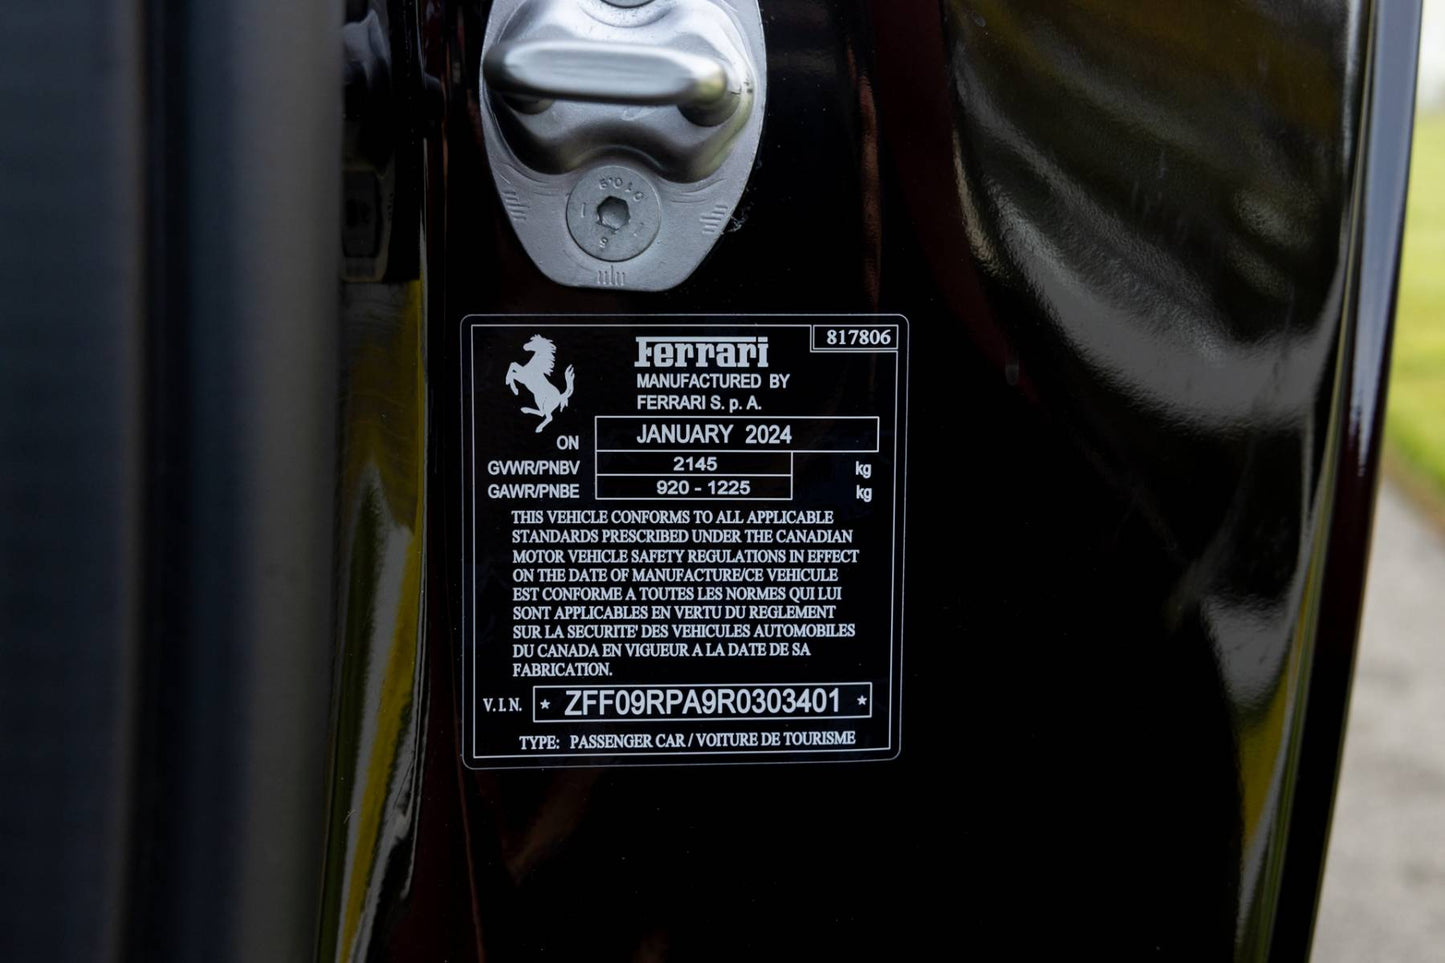 817806
Ferrari
MANUFACTURED BY
FERRARI S. p. A.
ON JANUARY 2024
GVWR/PNBV 2145 kg
GAWR/PNBE 920 - 1225 kg
THIS VEHICLE CONFORMS TO ALL APPLICABLE
STANDARDS PRESCRIBED UNDER THE CANADIAN
MOTOR VEHICLE SAFETY REGULATIONS IN EFFECT
ON THE DATE OF MANUFACTURE/CE VEHICULE
EST CONFORME A TOUTES LES NORMES QUI LUI
SONT APPLICABLES EN VERTU DU REGLEMENT
SUR LA SECURITE' DES VEHICULES AUTOMOBILES
DU CANADA EN VIGUEUR A LA DATE DE SA
FABRICATION.
V.I.N. * ZFF09RPA9R0303401 *
TYPE: PASSENGER CAR / VOITURE DE TOURISME